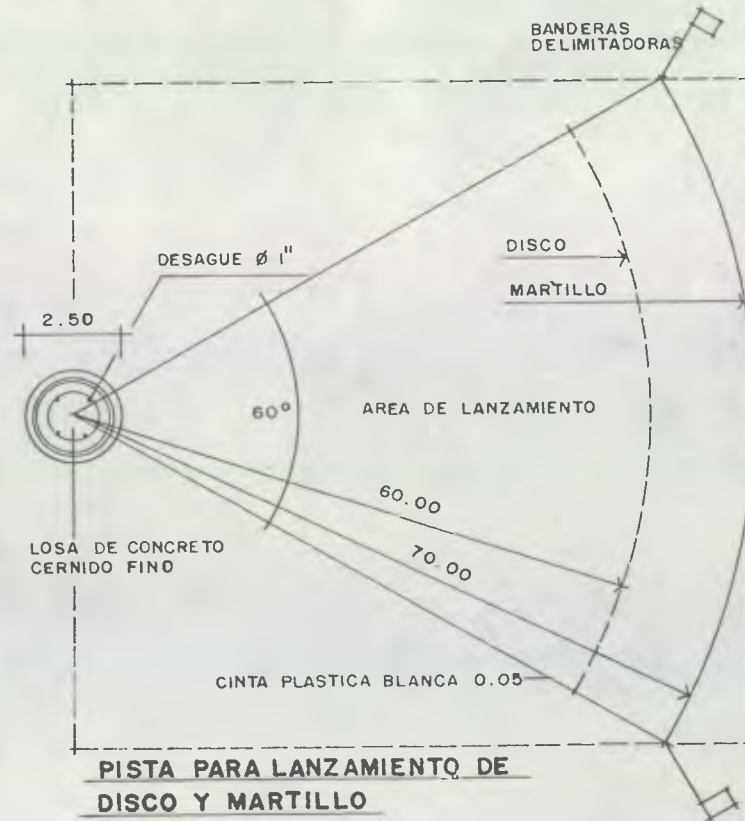 BANDERAS
DELIMITADORAS
DESAGUE Ø 1"
DISCO
MARTILLO
2.50
60°
AREA DE LANZAMIENTO
60.00
70.00
LOSA DE CONCRETO
CERNIDO FINO
CINTA PLASTICA BLANCA 0.05
PISTA PARA LANZAMIENTO DE
DISCO Y MARTILLO